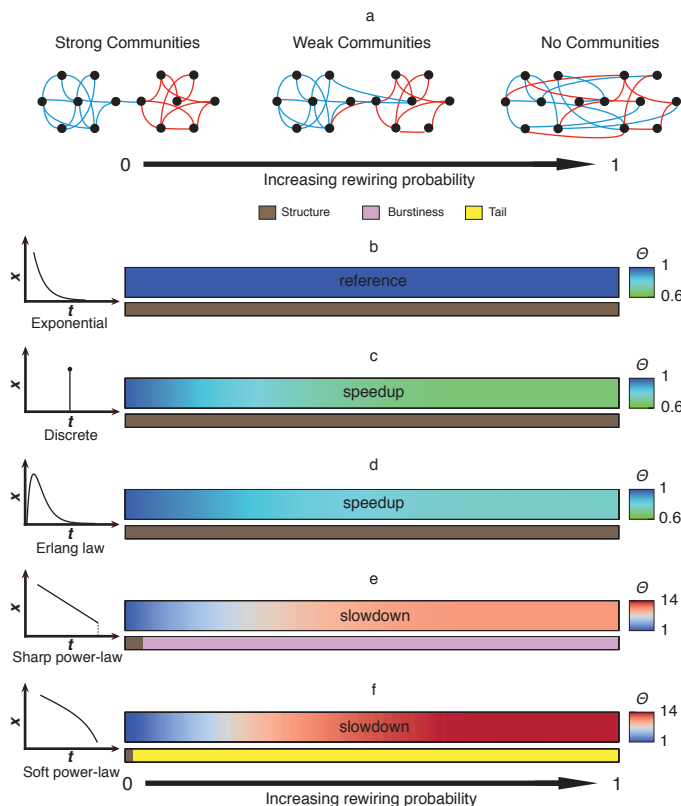 a
Strong Communities Weak Communities No Communities
0 1
Increasing rewiring probability
Structure Burstiness Tail
b
x
t
Exponential
reference
Θ
1
0.6
c
x
t
Discrete
speedup
Θ
1
0.6
d
x
t
Erlang law
speedup
Θ
1
0.6
e
x
t
Sharp power-law
slowdown
Θ
14
1
f
x
t
Soft power-law
slowdown
Θ
14
1
0 1
Increasing rewiring probability